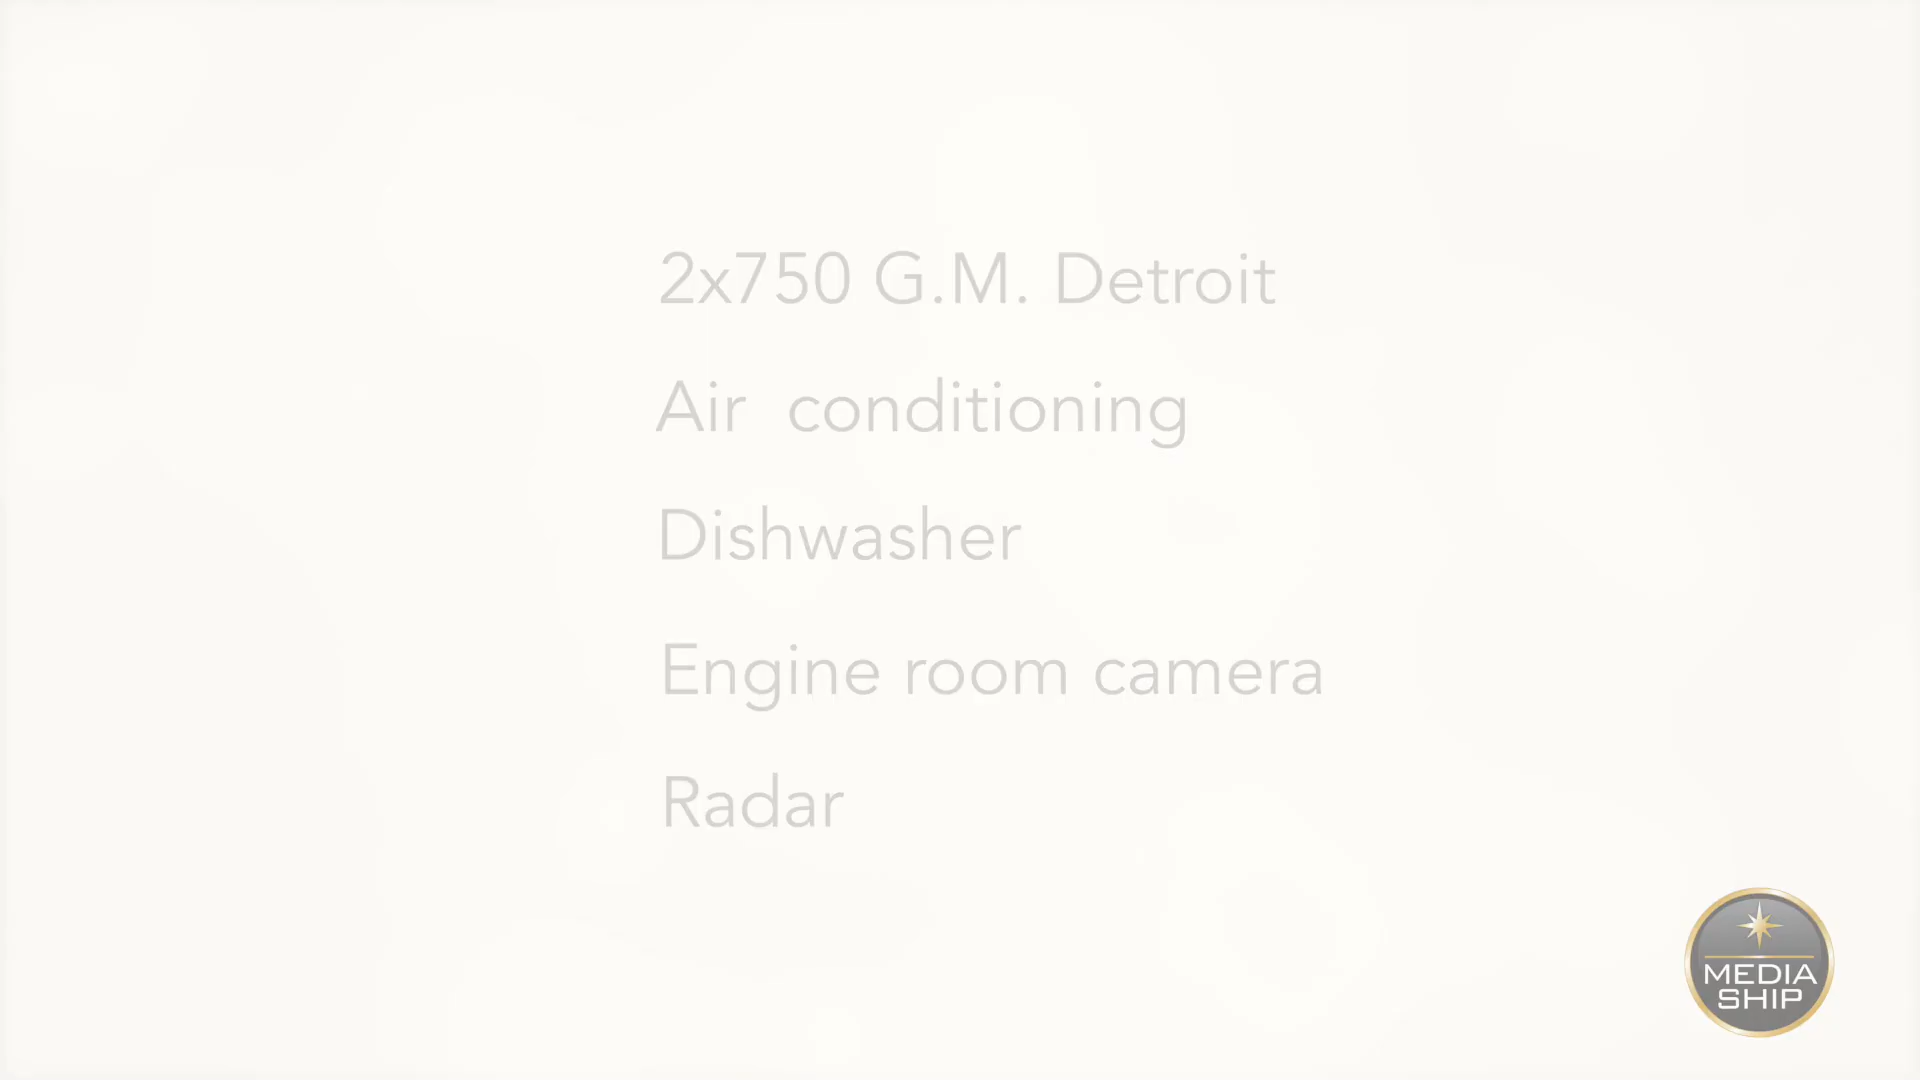 2x750 G.M. Detroit
Air  conditioning
Dishwasher
Engine room camera
Radar
MEDIA
SHIP